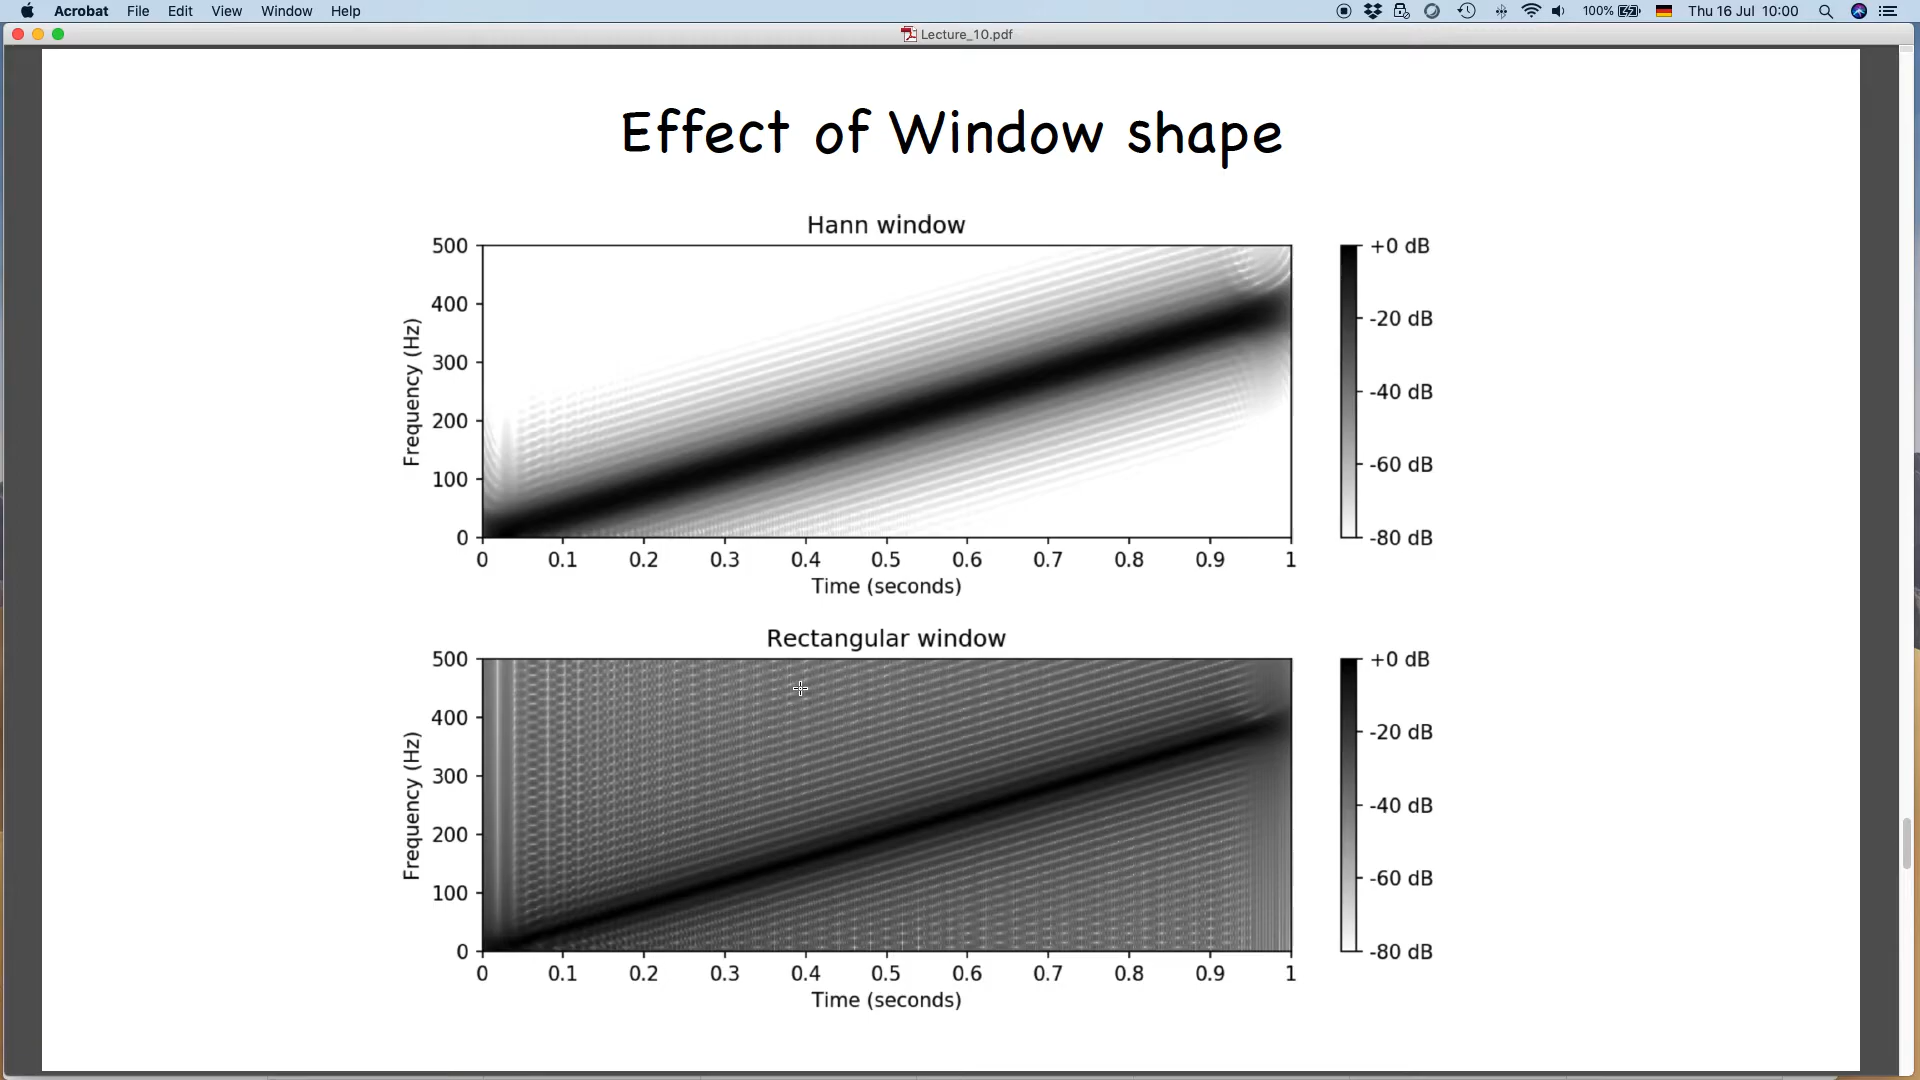 Acrobat File Edit View Window Help 100% Thu 16 Jul 10:00
Lecture_10.pdf
Effect of Window shape
Hann window
500
400
300
200
100
0
Frequency (Hz)
0 0.1 0.2 0.3 0.4 0.5 0.6 0.7 0.8 0.9 1
Time (seconds)
+0 dB
-20 dB
-40 dB
-60 dB
-80 dB
Rectangular window
500
400
300
200
100
0
Frequency (Hz)
0 0.1 0.2 0.3 0.4 0.5 0.6 0.7 0.8 0.9 1
Time (seconds)
+0 dB
-20 dB
-40 dB
-60 dB
-80 dB